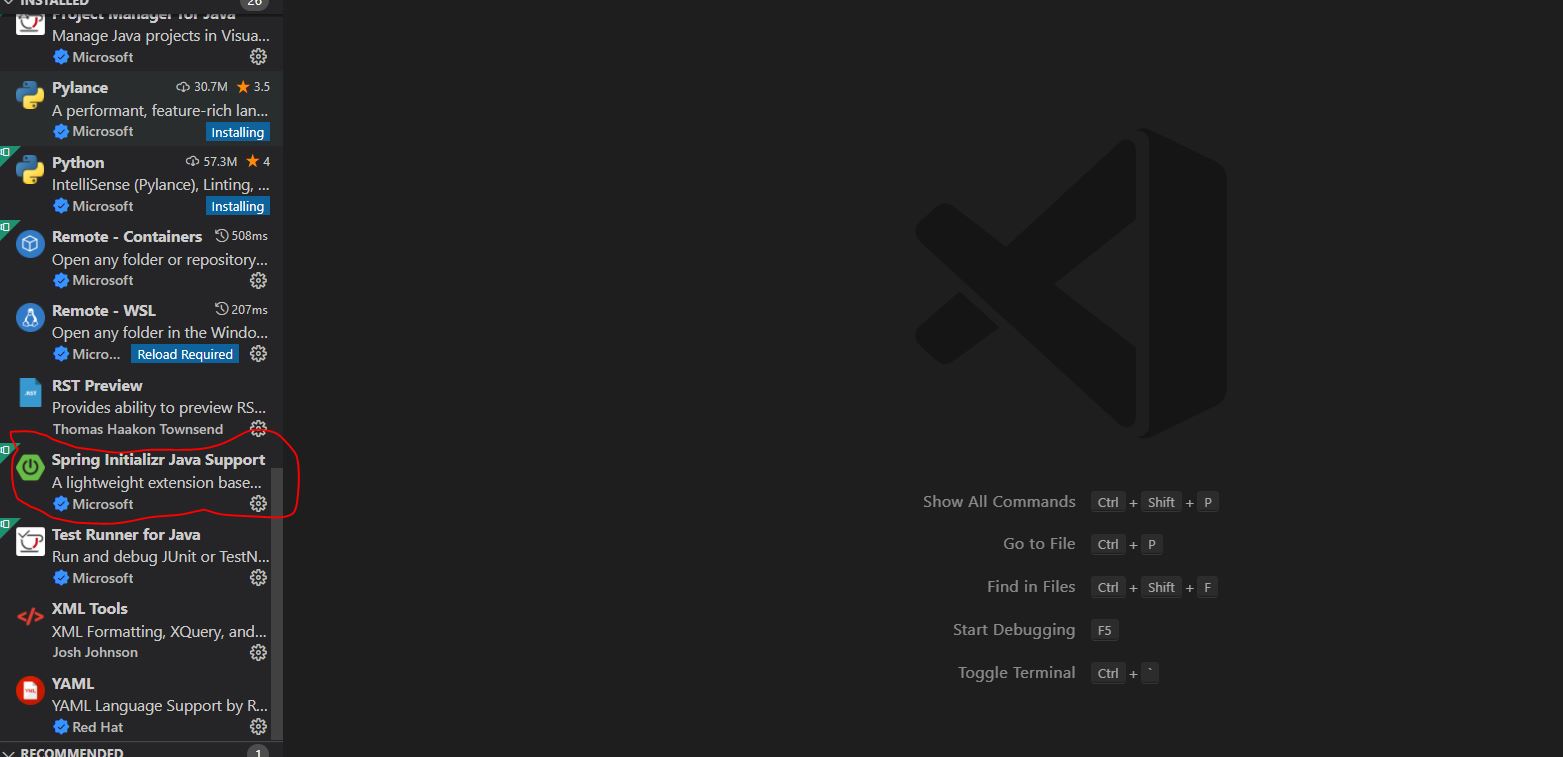 INSTALLED 26
Project Manager for Java
Manage Java projects in Visua...
Microsoft
Pylance 30.7M 3.5
A performant, feature-rich lan...
Microsoft Installing
Python 57.3M 4
IntelliSense (Pylance), Linting, ...
Microsoft Installing
Remote - Containers 508ms
Open any folder or repository...
Microsoft
Remote - WSL 207ms
Open any folder in the Windo...
Micro... Reload Required
RST Preview
Provides ability to preview RS...
Thomas Haakon Townsend
Spring Initializr Java Support
A lightweight extension base...
Microsoft
Test Runner for Java
Run and debug JUnit or TestN...
Microsoft
XML Tools
XML Formatting, XQuery, and...
Josh Johnson
YAML
YAML Language Support by R...
Red Hat
RECOMMENDED 1
Show All Commands Ctrl + Shift + P
Go to File Ctrl + P
Find in Files Ctrl + Shift + F
Start Debugging F5
Toggle Terminal Ctrl + `